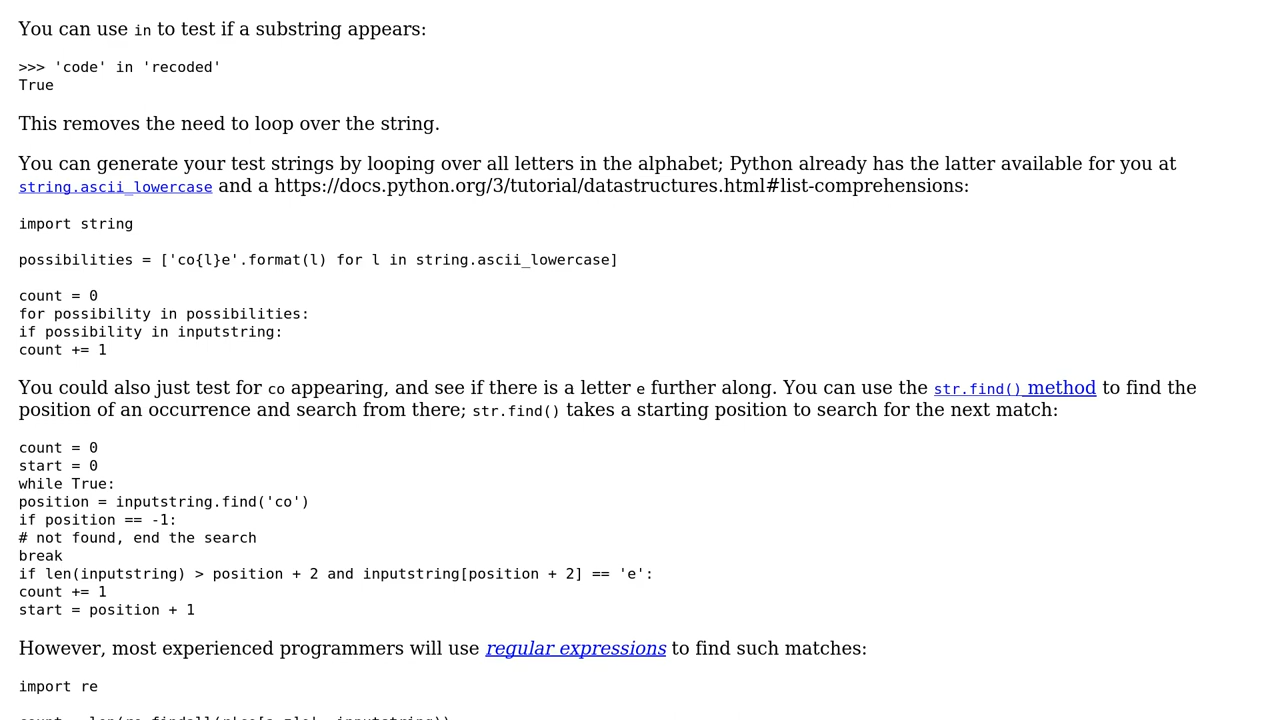 You can use in to test if a substring appears:
>>> 'code' in 'recoded'
True
This removes the need to loop over the string.
You can generate your test strings by looping over all letters in the alphabet; Python already has the latter available for you at
string.ascii_lowercase and a https://docs.python.org/3/tutorial/datastructures.html#list-comprehensions:
import string
possibilities = ['co{l}e'.format(l) for l in string.ascii_lowercase]
count = 0
for possibility in possibilities:
if possibility in inputstring:
count += 1
You could also just test for co appearing, and see if there is a letter e further along. You can use the str.find() method to find the
position of an occurrence and search from there; str.find() takes a starting position to search for the next match:
count = 0
start = 0
while True:
position = inputstring.find('co')
if position == -1:
# not found, end the search
break
if len(inputstring) > position + 2 and inputstring[position + 2] == 'e':
count += 1
start = position + 1
However, most experienced programmers will use regular expressions to find such matches:
import re
count = len(re.findall(r'co[a-z]e', inputstring))